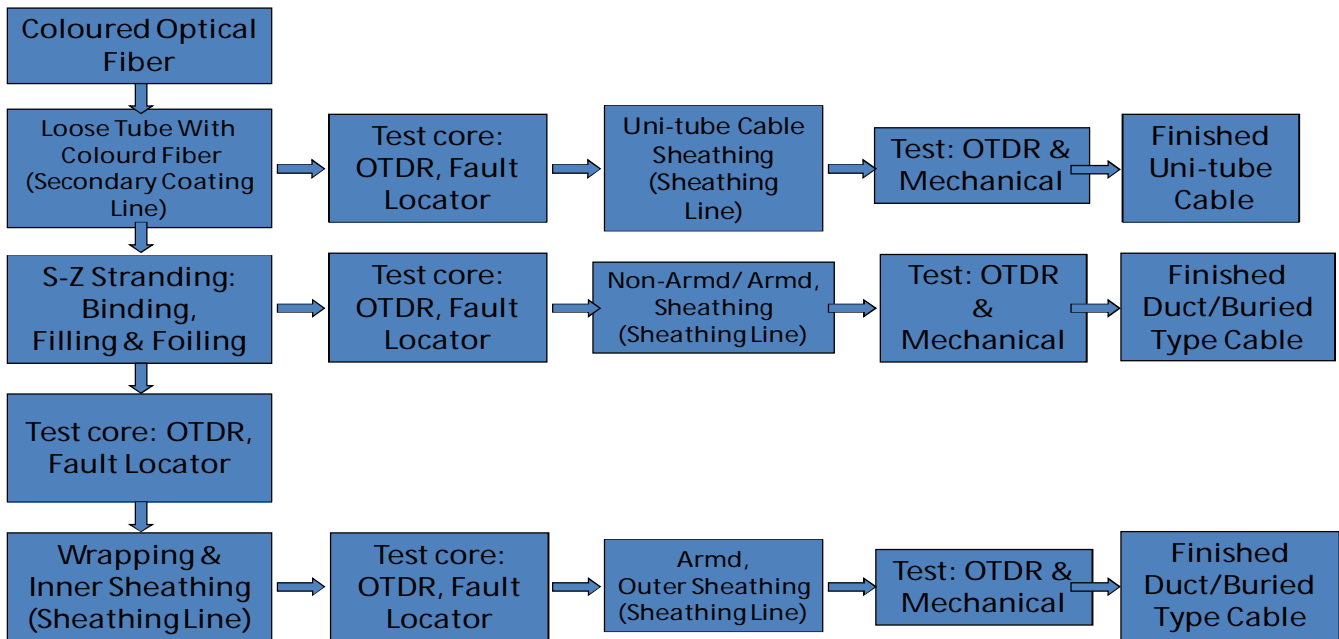 Coloured Optical
Fiber
Loose Tube With
Colourd Fiber
(Secondary Coating
Line)
Test core:
OTDR, Fault
Locator
Uni-tube Cable
Sheathing
(Sheathing
Line)
Test: OTDR &
Mechanical
Finished
Uni-tube
Cable
S-Z Stranding:
Binding,
Filling & Foiling
Test core:
OTDR, Fault
Locator
Non-Armd/ Armd,
Sheathing
(Sheathing Line)
Test: OTDR
&
Mechanical
Finished
Duct/Buried
Type Cable
Test core: OTDR,
Fault Locator
Wrapping &
Inner Sheathing
(Sheathing Line)
Test core:
OTDR, Fault
Locator
Armd,
Outer Sheathing
(Sheathing Line)
Test: OTDR &
Mechanical
Finished
Duct/Buried
Type Cable